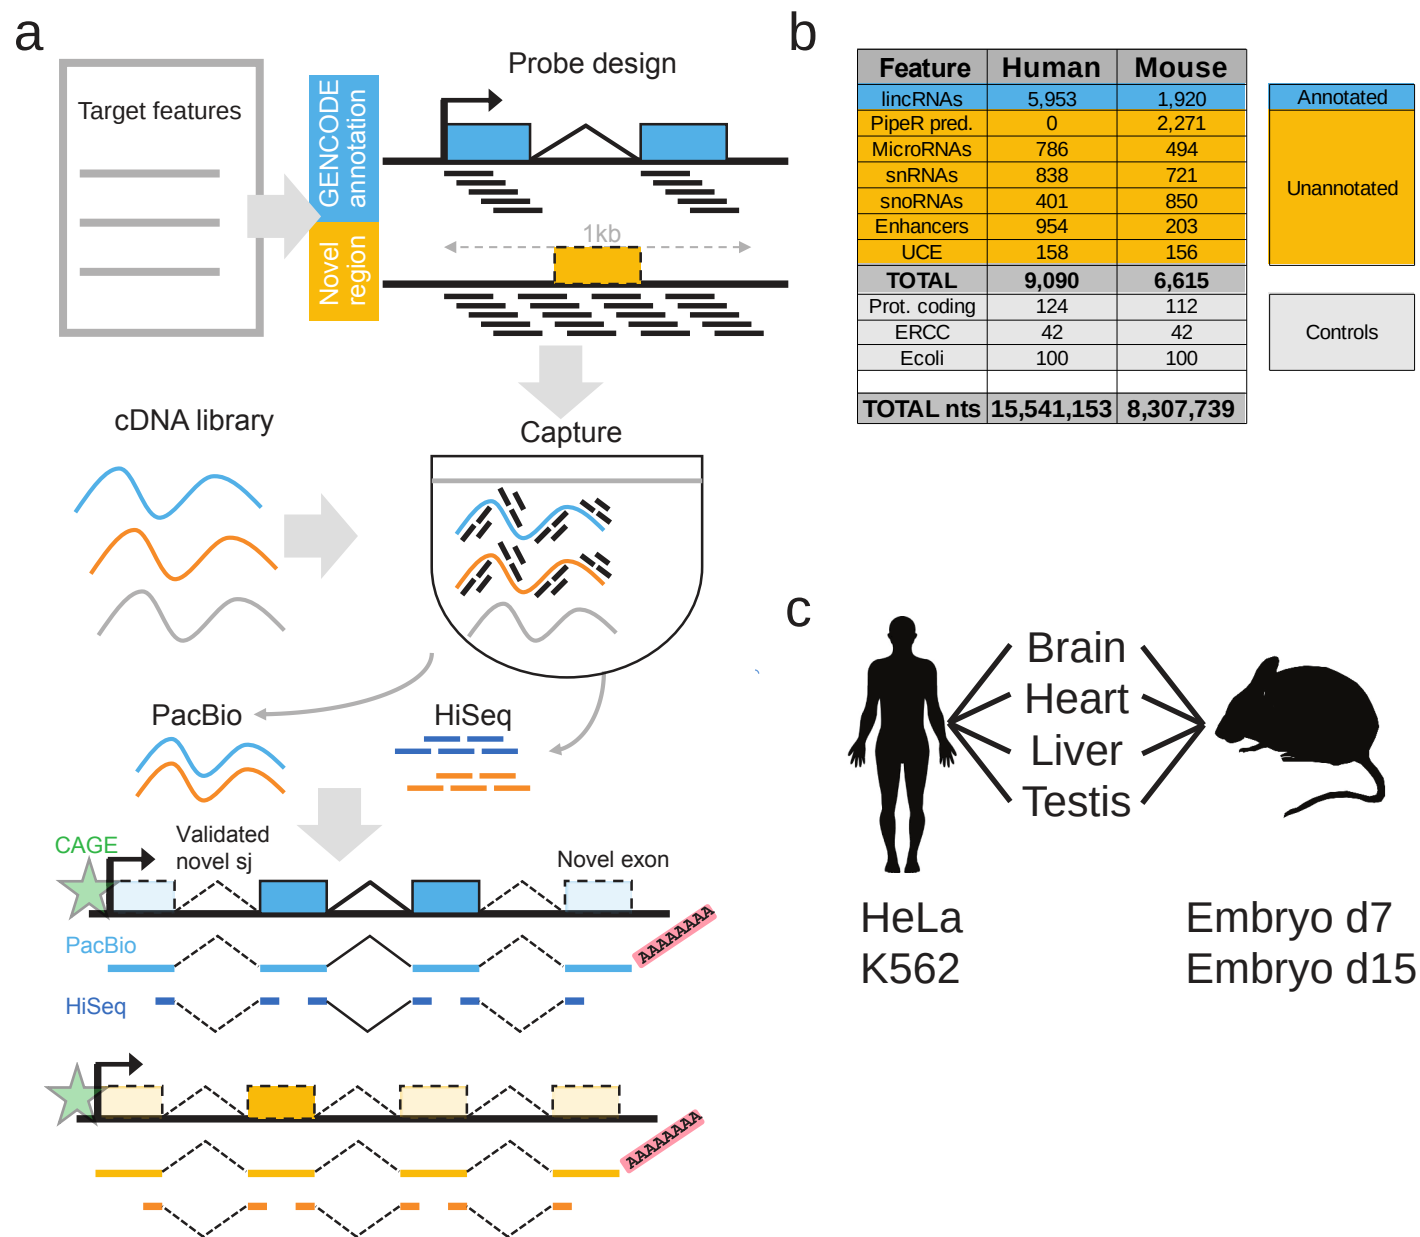 a
Target features
GENCODE
annotation
Novel
region
Probe design
1kb
cDNA library
Capture
PacBio
HiSeq
CAGE
Validated
novel sj
Novel exon
PacBio
AAAAAAAA
HiSeq
AAAAAAAA
b
Feature Human Mouse
lincRNAs 5,953 1,920
PipeR pred. 0 2,271
MicroRNAs 786 494
snRNAs 838 721
snoRNAs 401 850
Enhancers 954 203
UCE 158 156
TOTAL 9,090 6,615
Prot. coding 124 112
ERCC 42 42
Ecoli 100 100
TOTAL nts 15,541,153 8,307,739
Annotated
Unannotated
Controls
c
Brain
Heart
Liver
Testis
HeLa
K562
Embryo d7
Embryo d15